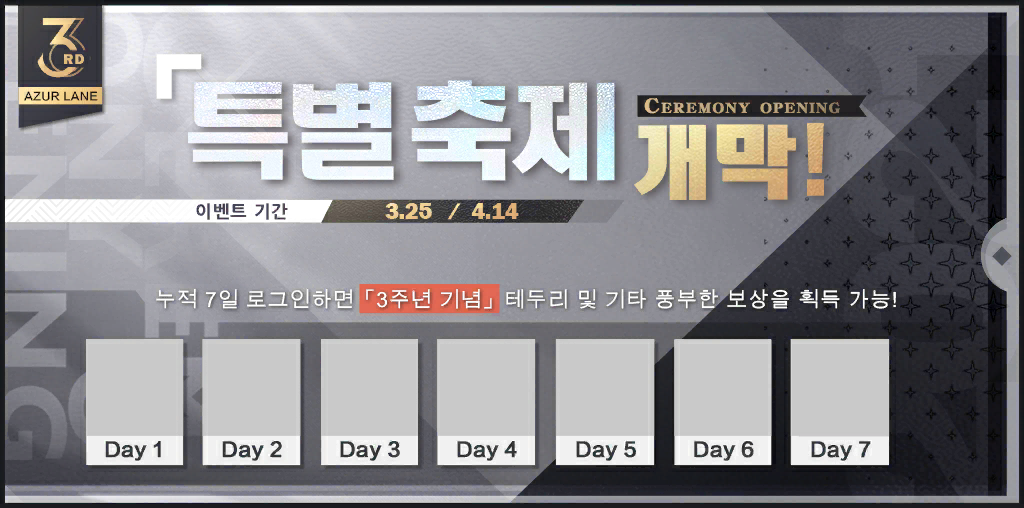 3RD
AZUR LANE
「특별 축제
CEREMONY OPENING
개막!
이벤트 기간 3.25 / 4.14
누적 7일 로그인하면 「3주년 기념」 테두리 및 기타 풍부한 보상을 획득 가능!
Day 1 Day 2 Day 3 Day 4 Day 5 Day 6 Day 7